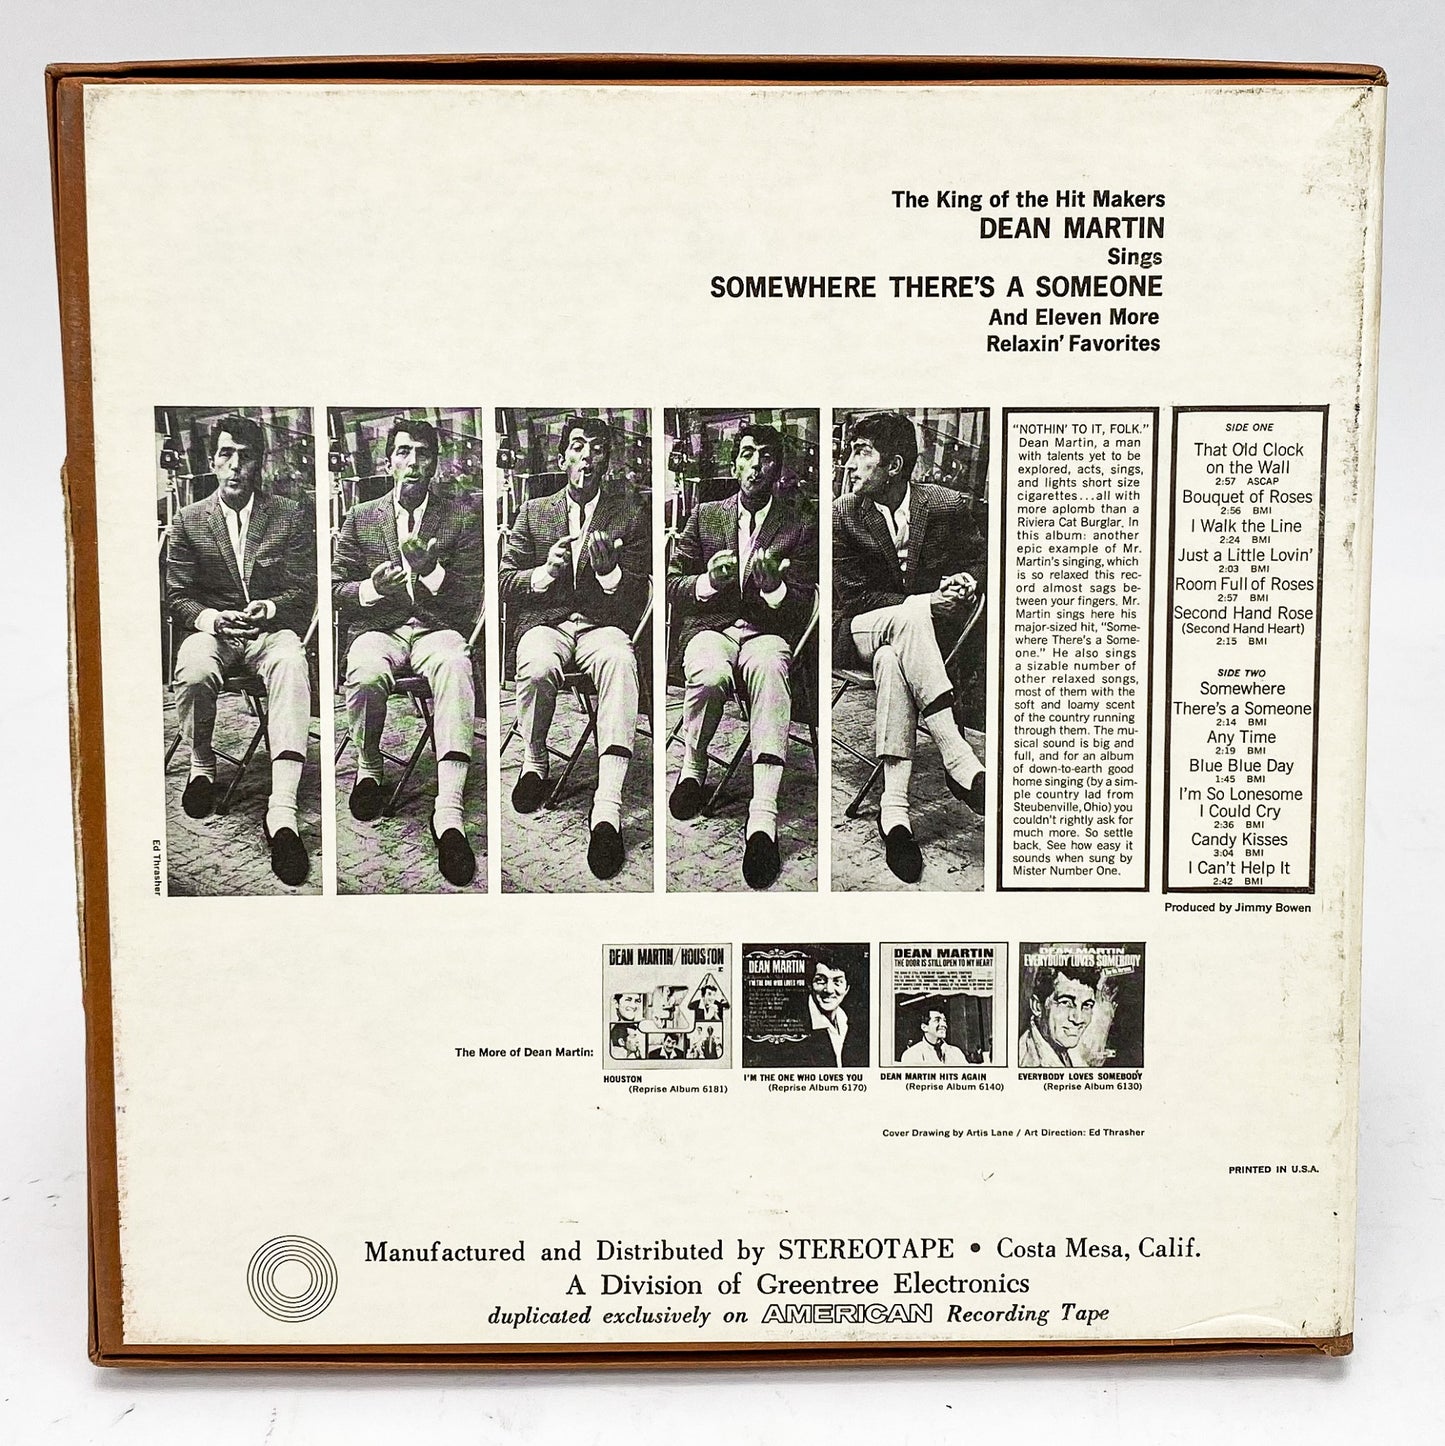 The King of the Hit Makers
DEAN MARTIN
Sings
SOMEWHERE THERE'S A SOMEONE
And Eleven More
Relaxin' Favorites
Ed Thrasher
"NOTHIN' TO IT, FOLK."
Dean Martin, a man
with talents yet to be
explored, acts, sings,
and lights short size
cigarettes...all with
more aplomb than a
Riviera Cat Burglar. In
this album: another
epic example of Mr.
Martin's singing, which
is so relaxed this rec-
ord almost sags be-
tween your fingers. Mr.
Martin sings here his
major-sized hit, "Some-
where There's a Some-
one." He also sings
a sizable number of
other relaxed songs,
most of them with the
soft and loamy scent
of the country running
through them. The mu-
sical sound is big and
full, and for an album
of down-to-earth good
home singing (by a sim-
ple country lad from
Steubenville, Ohio) you
couldn't rightly ask for
much more. So settle
back. See how easy it
sounds when sung by
Mister Number One.
SIDE ONE
That Old Clock
on the Wall
2:57 ASCAP
Bouquet of Roses
2:56 BMI
I Walk the Line
2:24 BMI
Just a Little Lovin'
2:03 BMI
Room Full of Roses
2:57 BMI
Second Hand Rose
(Second Hand Heart)
2:15 BMI
SIDE TWO
Somewhere
There's a Someone
2:14 BMI
Any Time
2:19 BMI
Blue Blue Day
1:45 BMI
I'm So Lonesome
I Could Cry
2:36 BMI
Candy Kisses
3:04 BMI
I Can't Help It
2:42 BMI
Produced by Jimmy Bowen
The More of Dean Martin:
DEAN MARTIN/HOUSTON
HOUSTON
(Reprise Album 6181)
DEAN MARTIN
I'M THE ONE WHO LOVES YOU
I'M THE ONE WHO LOVES YOU
(Reprise Album 6170)
DEAN MARTIN
THE DOOR IS STILL OPEN TO MY HEART
DEAN MARTIN HITS AGAIN
(Reprise Album 6140)
DEAN MARTIN
EVERYBODY LOVES SOMEBODY
EVERYBODY LOVES SOMEBODY
(Reprise Album 6130)
Cover Drawing by Artis Lane / Art Direction: Ed Thrasher
PRINTED IN U.S.A.
Manufactured and Distributed by STEREOTAPE • Costa Mesa, Calif.
A Division of Greentree Electronics
duplicated exclusively on AMERICAN Recording Tape